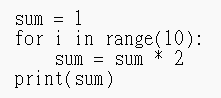 sum = 1
for i in range(10):
    sum = sum * 2
print(sum)